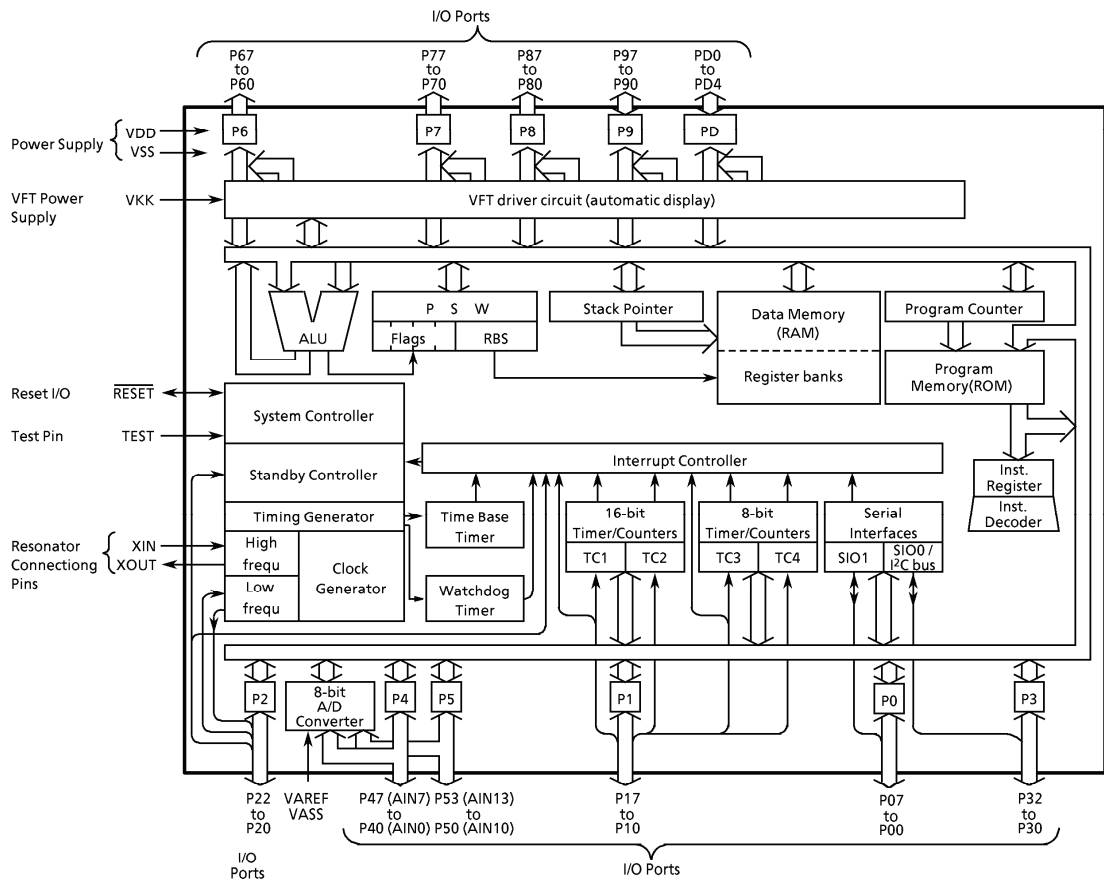 I/O Ports
P67 to P60
P77 to P70
P87 to P80
P97 to P90
PD0 to PD4
Power Supply
VDD
VSS
P6
P7
P8
P9
PD
VFT Power Supply
VKK
VFT driver circuit (automatic display)
ALU
P S W
Flags
RBS
Stack Pointer
Data Memory (RAM)
Register banks
Program Counter
Program Memory(ROM)
Reset I/O
RESET
Test Pin
TEST
System Controller
Standby Controller
Timing Generator
High frequ
Low frequ
Clock Generator
Resonator Connectiong Pins
XIN
XOUT
Interrupt Controller
Time Base Timer
Watchdog Timer
16-bit Timer/Counters
TC1
TC2
8-bit Timer/Counters
TC3
TC4
Serial Interfaces
SIO1
SIO0 / I²C bus
Inst. Register
Inst. Decoder
P2
8-bit A/D Converter
P4
P5
P1
P0
P3
P22 to P20
VAREF
VASS
P47 (AIN7) to P40 (AIN0)
P53 (AIN13) to P50 (AIN10)
P17 to P10
P07 to P00
P32 to P30
I/O Ports
I/O Ports